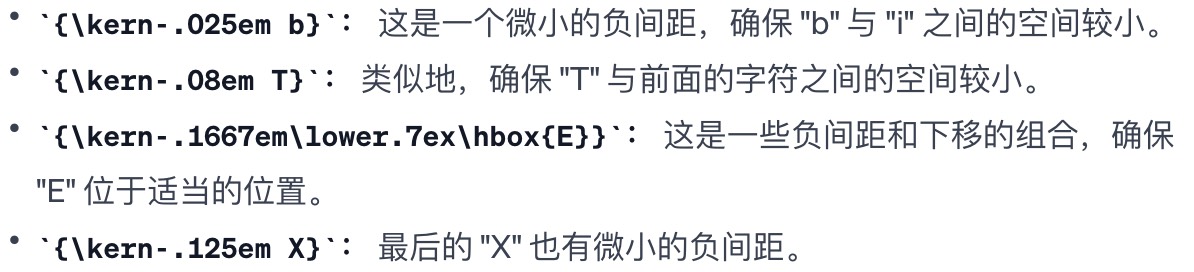 • `{\kern-.025em b}`： 这是一个微小的负间距，确保 "b" 与 "i" 之间的空间较小。
• `{\kern-.08em T}`： 类似地，确保 "T" 与前面的字符之间的空间较小。
• `{\kern-.1667em\lower.7ex\hbox{E}}`： 这是一些负间距和下移的组合，确保
"E" 位于适当的位置。
• `{\kern-.125em X}`： 最后的 "X" 也有微小的负间距。